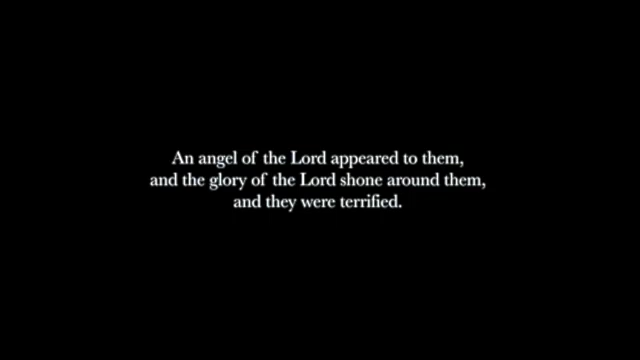 An angel of the Lord appeared to them,
and the glory of the Lord shone around them,
and they were terrified.